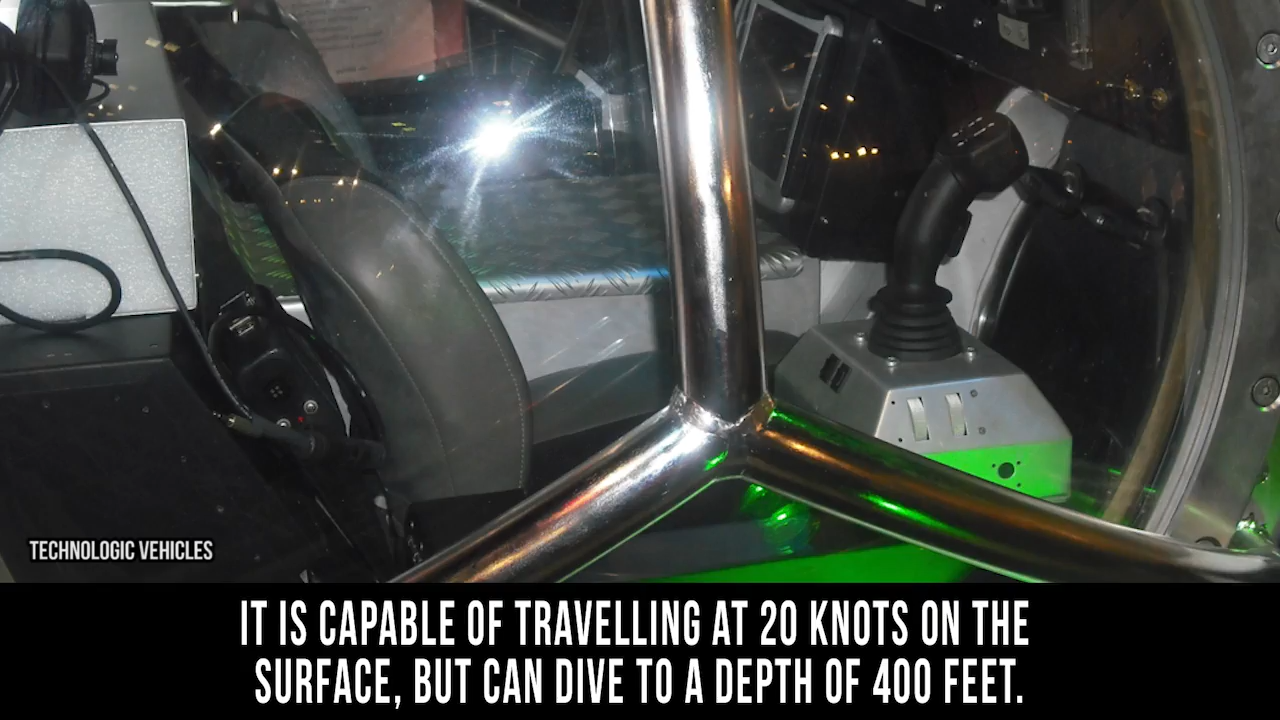 TECHNOLOGIC VEHICLES
IT IS CAPABLE OF TRAVELLING AT 20 KNOTS ON THE
SURFACE, BUT CAN DIVE TO A DEPTH OF 400 FEET.